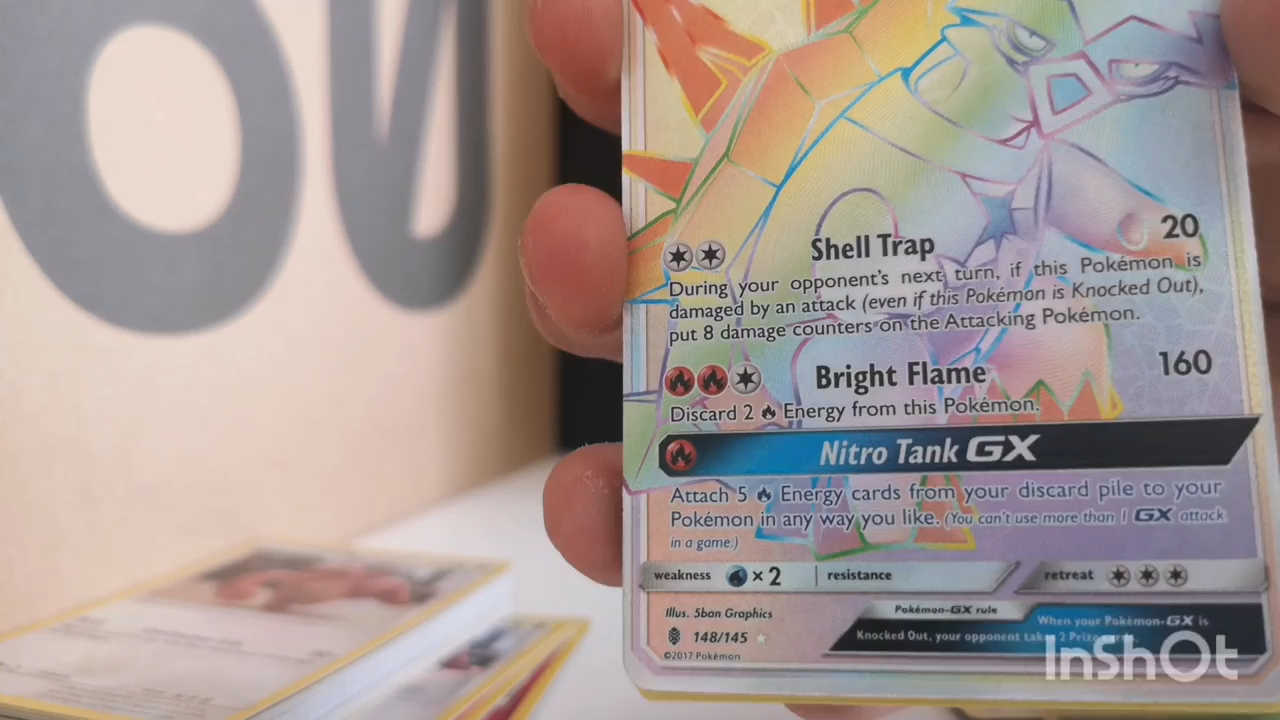 Shell Trap 20
During your opponent's next turn, if this Pokémon is
damaged by an attack (even if this Pokémon is Knocked Out),
put 8 damage counters on the Attacking Pokémon.
Bright Flame 160
Discard 2 Energy from this Pokémon.
Nitro Tank GX
Attach 5 Energy cards from your discard pile to your
Pokémon in any way you like. (You can't use more than 1 GX attack
in a game.)
weakness ×2 resistance retreat
Illus. 5ban Graphics
148/145
©2017 Pokémon
Pokémon-GX rule
When your Pokémon-GX is
Knocked Out, your opponent takes 2 Prize
InShOt